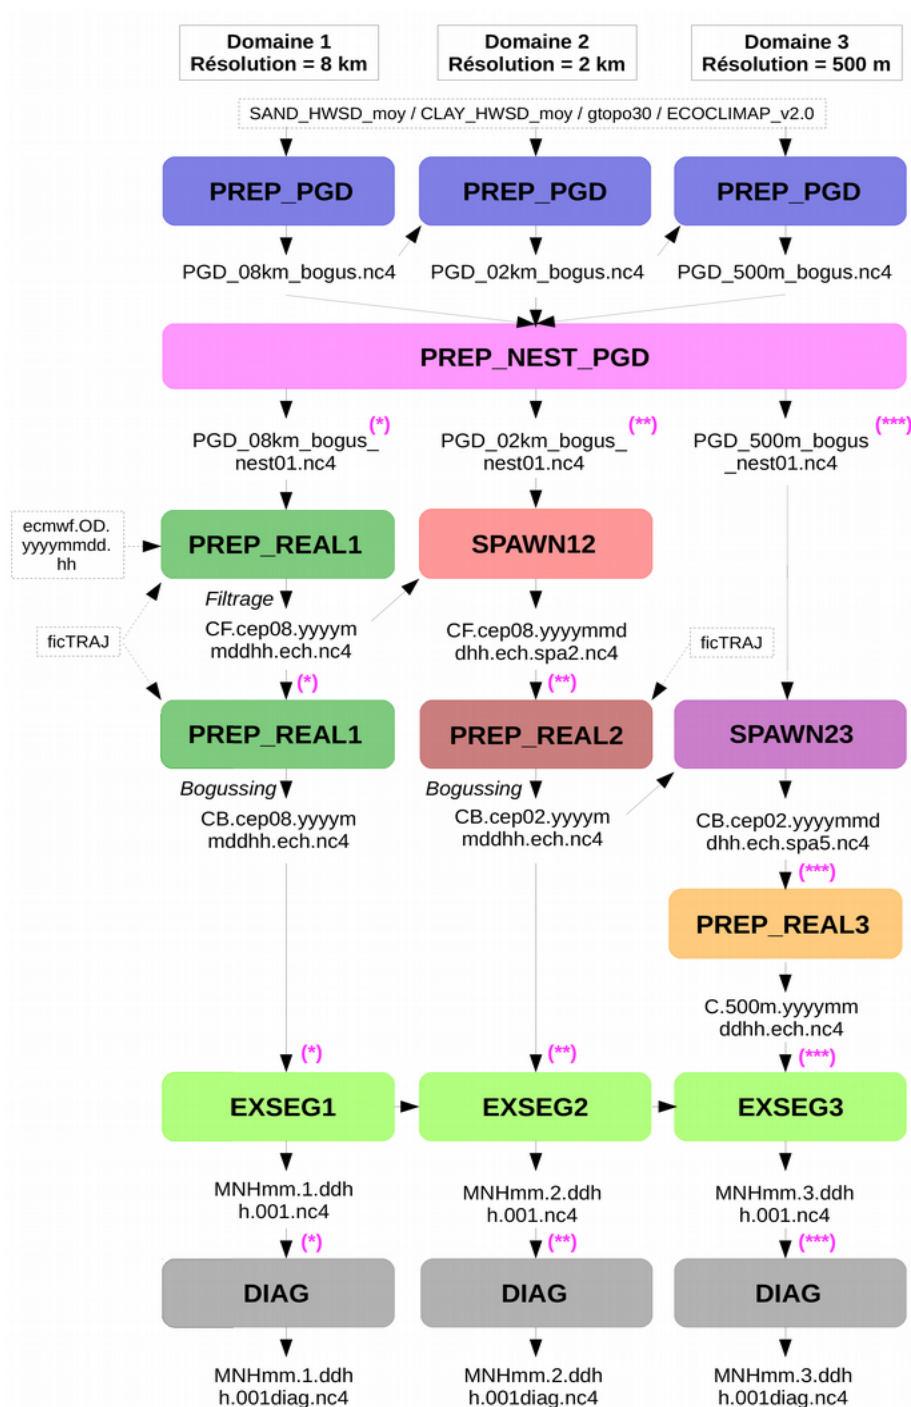 Domaine 1
Résolution = 8 km
Domaine 2
Résolution = 2 km
Domaine 3
Résolution = 500 m
SAND_HWSD_moy / CLAY_HWSD_moy / gtopo30 / ECOCLIMAP_v2.0
PREP_PGD
PREP_PGD
PREP_PGD
PGD_08km_bogus.nc4
PGD_02km_bogus.nc4
PGD_500m_bogus.nc4
PREP_NEST_PGD
(*)
PGD_08km_bogus_
nest01.nc4
(**)
PGD_02km_bogus_
nest01.nc4
(***)
PGD_500m_bogus
_nest01.nc4
ecmwf.OD.
yyyymmdd.
hh
PREP_REAL1
SPAWN12
Filtrage
CF.cep08.yyyym
mddhh.ech.nc4
CF.cep08.yyyymmd
dhh.ech.spa2.nc4
ficTRAJ
ficTRAJ
(*)
(**)
PREP_REAL1
PREP_REAL2
SPAWN23
Bogussing
CB.cep08.yyyym
mddhh.ech.nc4
Bogussing
CB.cep02.yyyym
mddhh.ech.nc4
CB.cep02.yyyymmd
dhh.ech.spa5.nc4
(***)
PREP_REAL3
C.500m.yyyymm
ddhh.ech.nc4
(*)
(**)
(***)
EXSEG1
EXSEG2
EXSEG3
MNHmm.1.ddh
h.001.nc4
MNHmm.2.ddh
h.001.nc4
MNHmm.3.ddh
h.001.nc4
(*)
(**)
(***)
DIAG
DIAG
DIAG
MNHmm.1.ddh
h.001diag.nc4
MNHmm.2.ddh
h.001diag.nc4
MNHmm.3.ddh
h.001diag.nc4